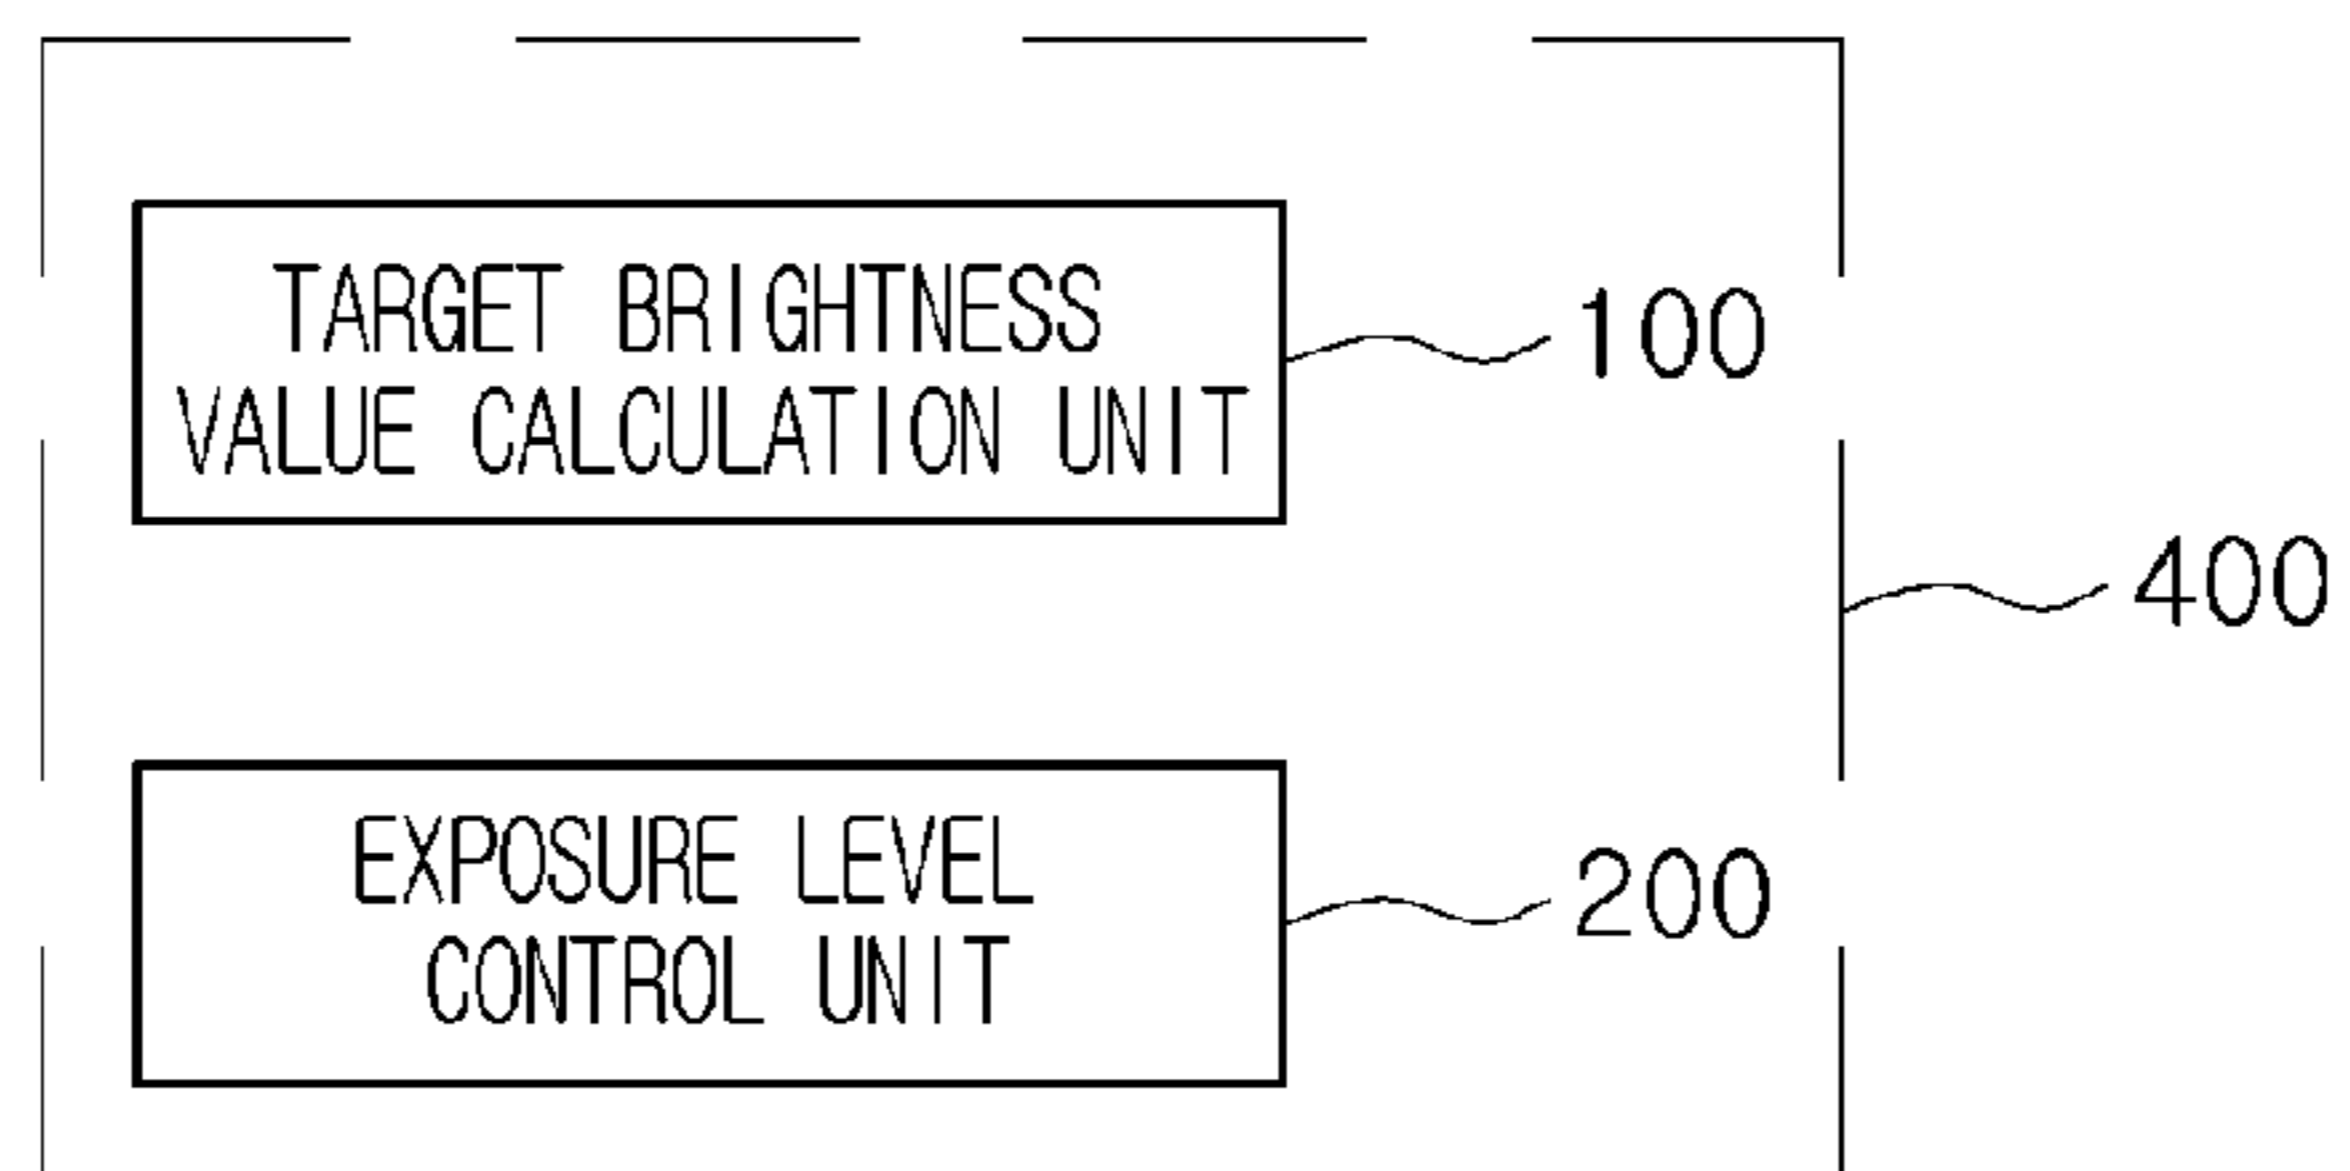 TARGET BRIGHTNESS
VALUE CALCULATION UNIT
100
400
EXPOSURE LEVEL
CONTROL UNIT
200